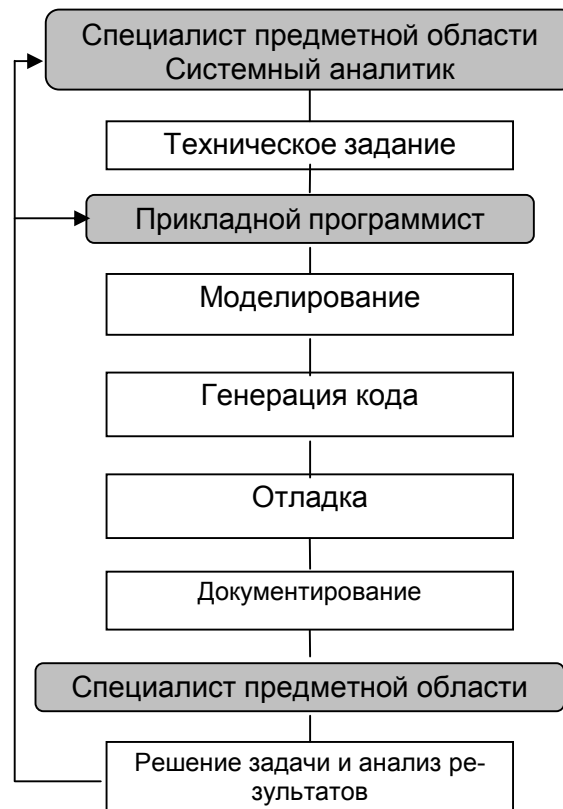 Специалист предметной области
Системный аналитик
Техническое задание
Прикладной программист
Моделирование
Генерация кода
Отладка
Документирование
Специалист предметной области
Решение задачи и анализ ре-
зультатов